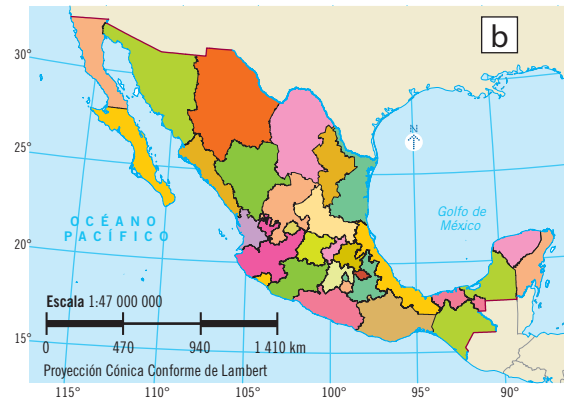 b
30°
25°
20°
15°
N
OCÉANO
PACÍFICO
Golfo de
México
Escala 1:47 000 000
0 470 940 1 410 km
Proyección Cónica Conforme de Lambert
115° 110° 105° 100° 95° 90°